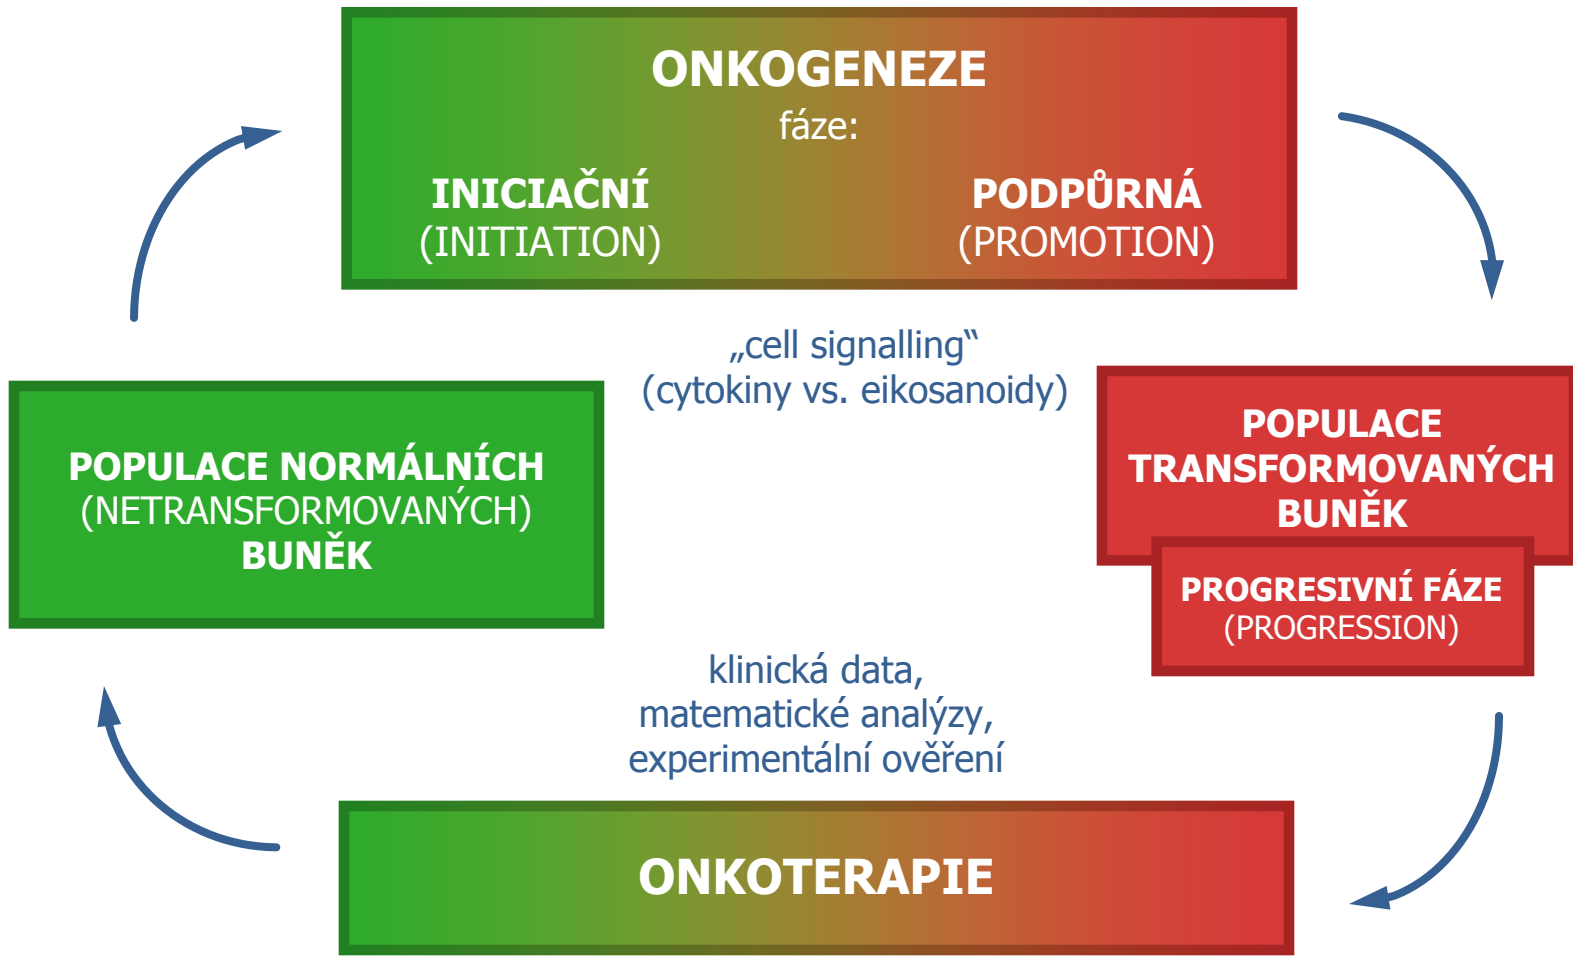 ONKOGENEZE
fáze:
INICIAČNÍ
(INITIATION)
PODPŮRNÁ
(PROMOTION)
„cell signalling“
(cytokiny vs. eikosanoidy)
POPULACE NORMÁLNÍCH
(NETRANSFORMOVANÝCH)
BUNĚK
POPULACE
TRANSFORMOVANÝCH
BUNĚK
PROGRESIVNÍ FÁZE
(PROGRESSION)
klinická data,
matematické analýzy,
experimentální ověření
ONKOTERAPIE